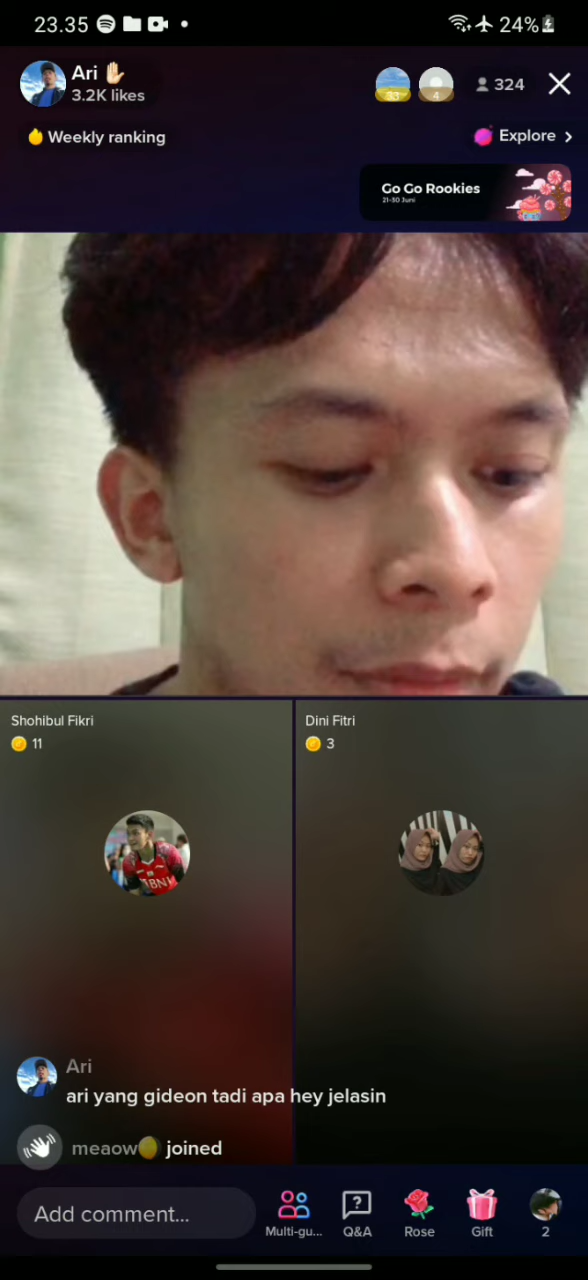 23.35
24%
Ari
3.2K likes
33
4
324
Weekly ranking
Explore
Go Go Rookies
21-30 Juni
Shohibul Fikri
11
Dini Fitri
3
BNI
Ari
ari yang gideon tadi apa hey jelasin
meaow joined
Add comment...
Multi-gu...
Q&A
Rose
Gift
2